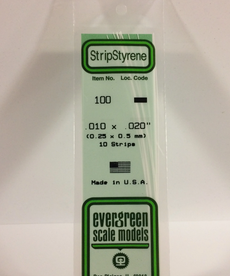 StripStyrene
Item No. Loc. Code
100
.010 x .020"
(0.25 x 0.5 mm)
10 Strips
Made in U.S.A.
evergreen
scale models